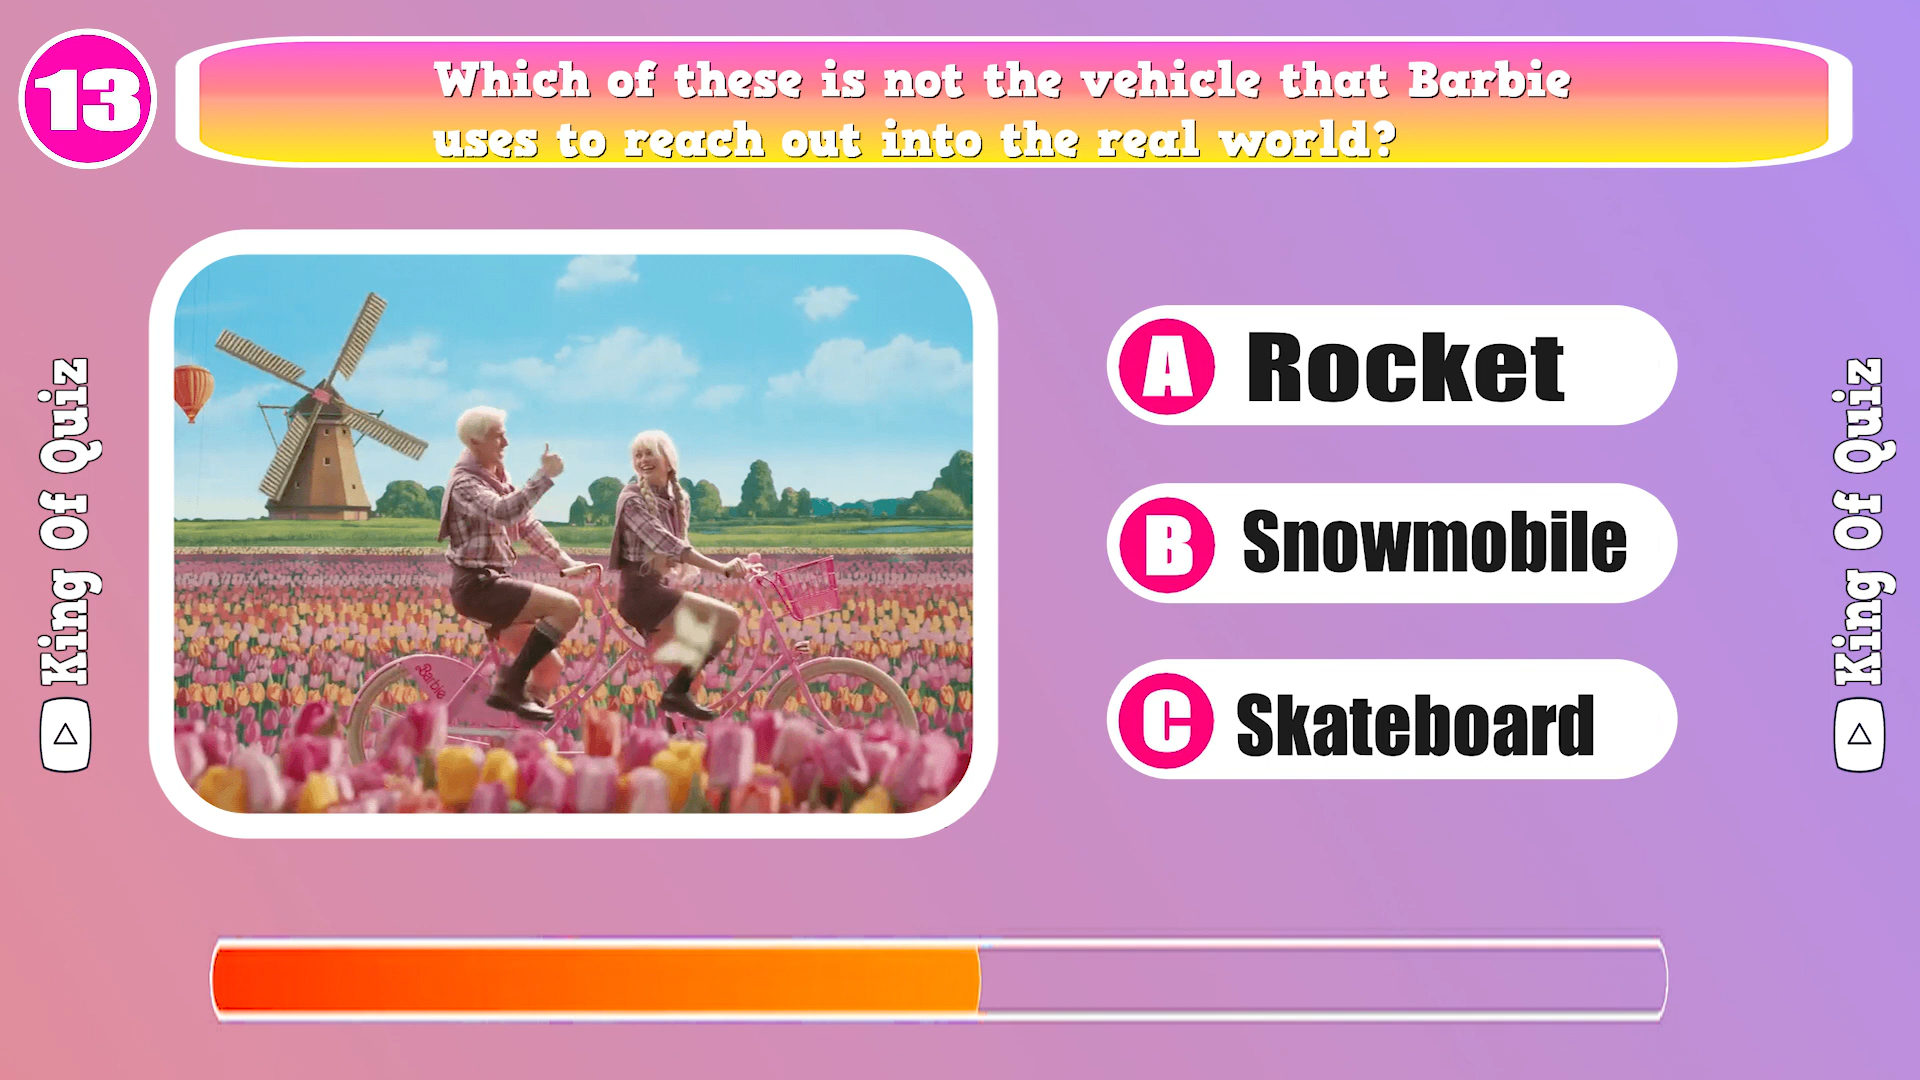 13
Which of these is not the vehicle that Barbie
uses to reach out into the real world?
King Of Quiz
Barbie
A Rocket
B Snowmobile
C Skateboard
King Of Quiz